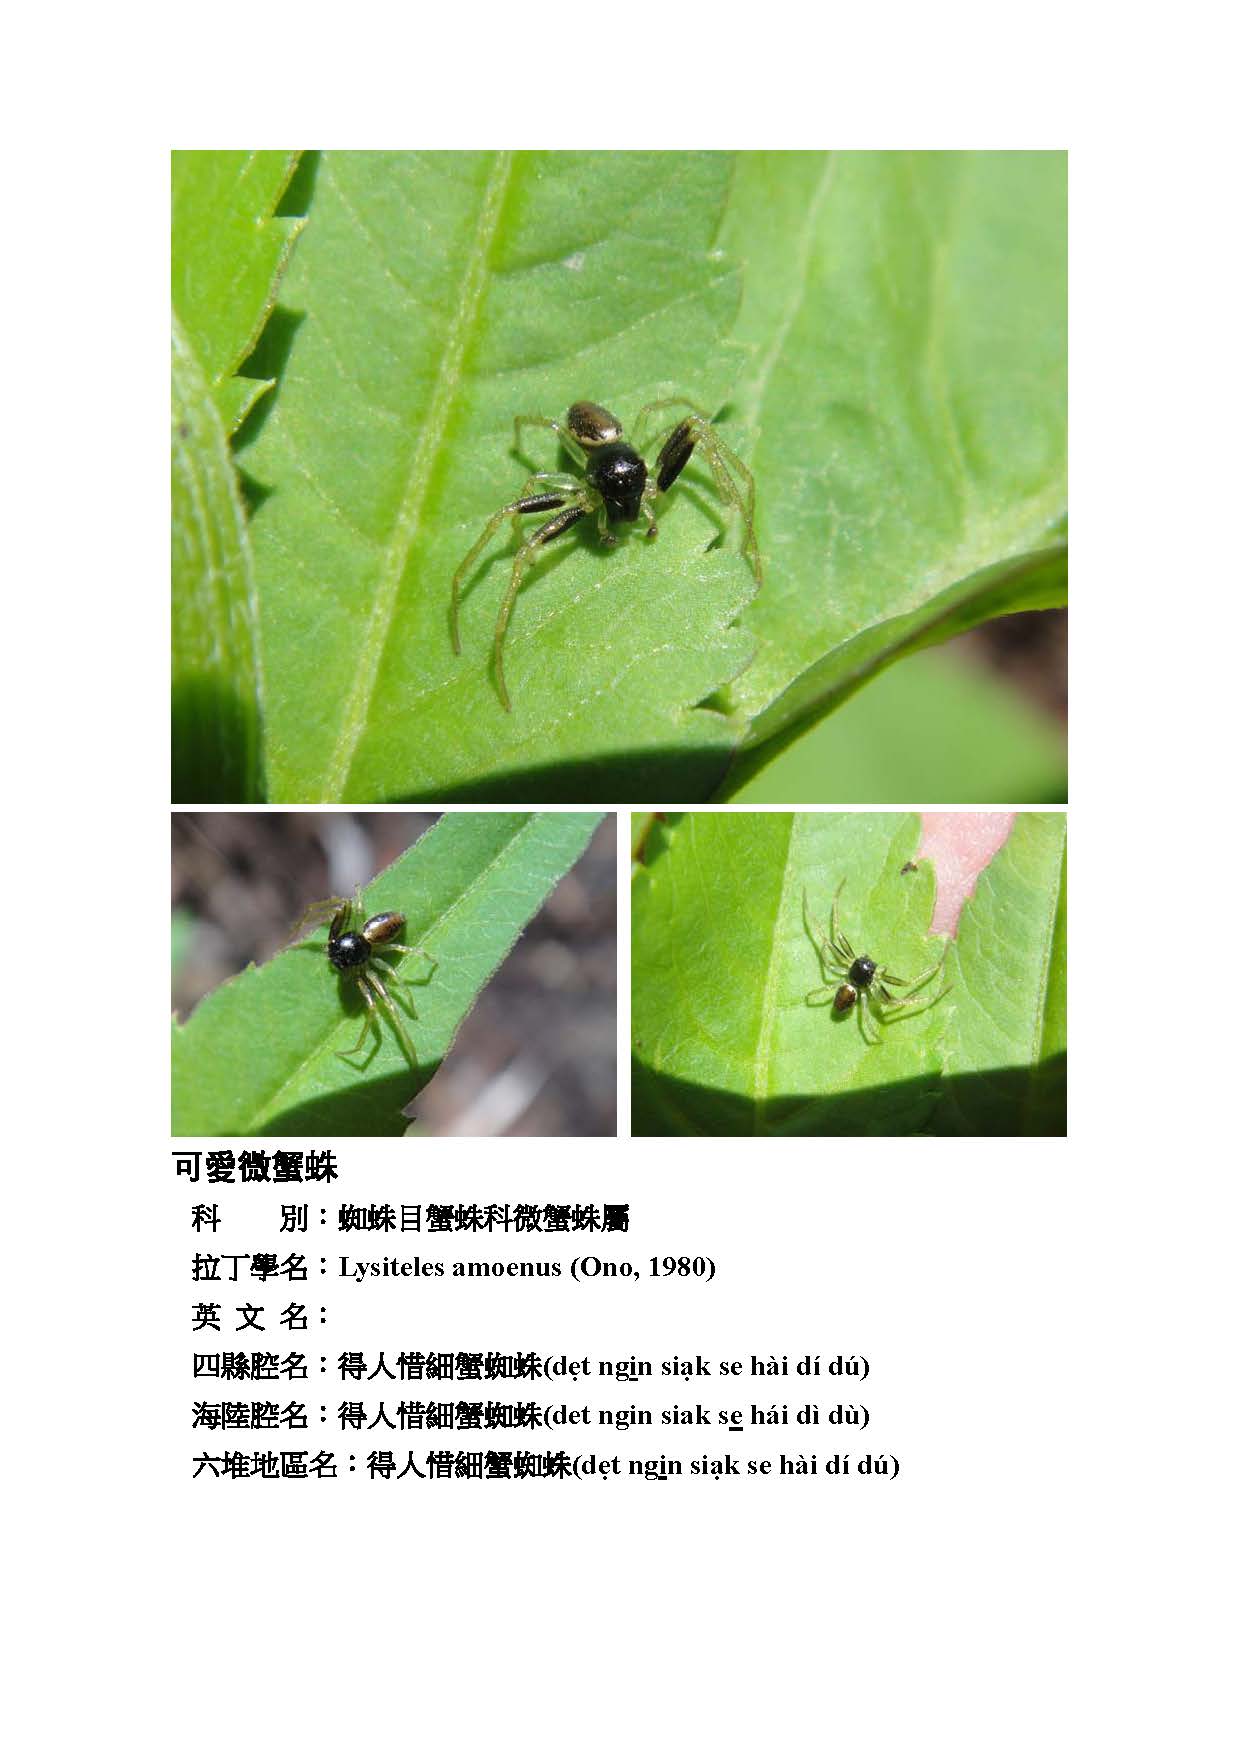 可愛微蟹蛛
科　　別：蜘蛛目蟹蛛科微蟹蛛屬
拉丁學名：Lysiteles amoenus (Ono, 1980)
英 文 名：
四縣腔名：得人惜細蟹蜘蛛(dẹt ngi̲n siạk se hài dí dú)
海陸腔名：得人惜細蟹蜘蛛(det ngin siak se̲ hái dì dù)
六堆地區名：得人惜細蟹蜘蛛(dẹt ngi̲n siạk se hài dí dú)